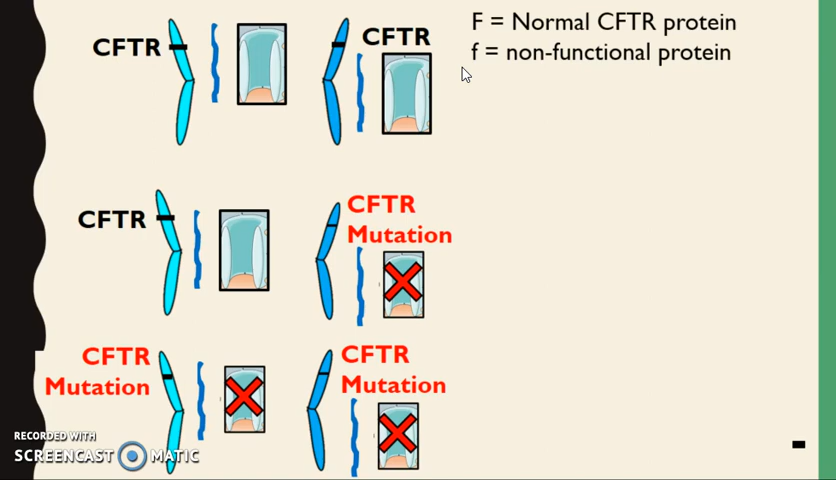 CFTR
CFTR
F = Normal CFTR protein
f = non-functional protein
CFTR
CFTR
Mutation
CFTR
Mutation
CFTR
Mutation
RECORDED WITH
SCREENCAST MATIC